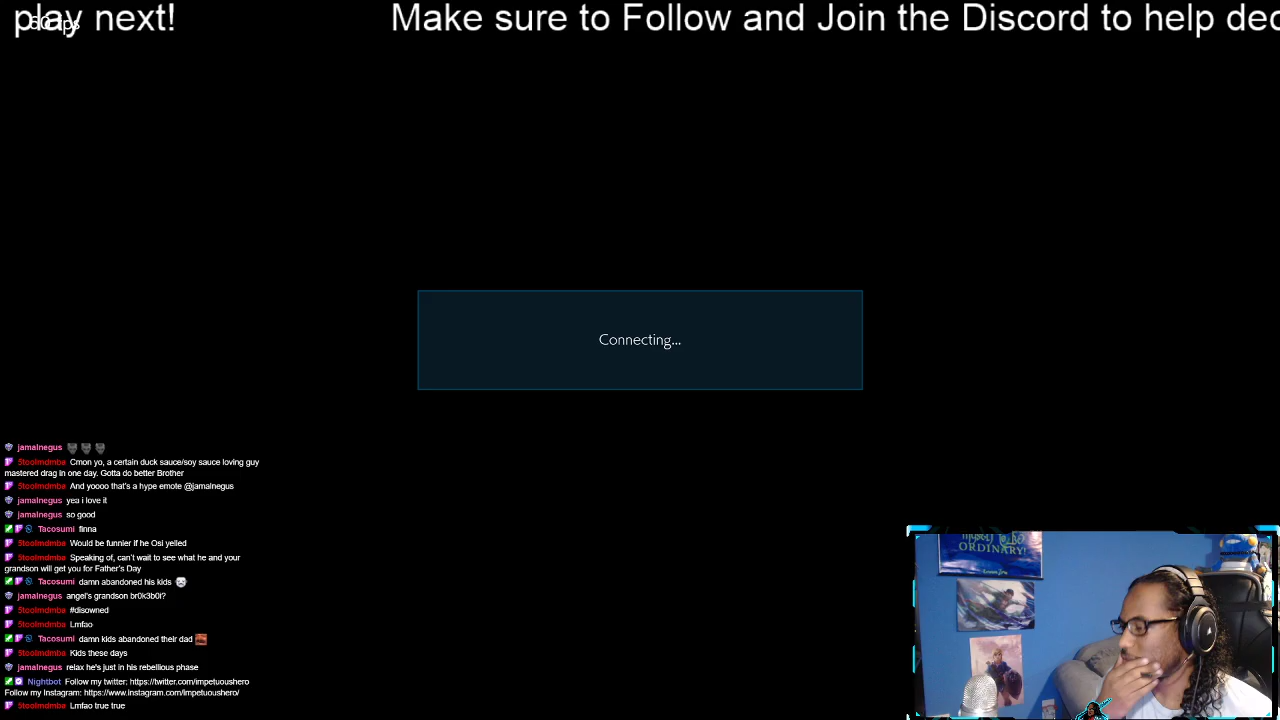 play next!
Make sure to Follow and Join the Discord to help dec
Connecting...
jamalnegus
5toolmdmba Cmon yo, a certain duck sauce/soy sauce loving guy
mastered drag in one day. Gotta do better Brother
5toolmdmba And yoooo that's a hype emote @jamalnegus
jamalnegus yea i love it
jamalnegus so good
Tacosumi finna
5toolmdmba Would be funnier if he Osi yelled
5toolmdmba Speaking of, can't wait to see what he and your
grandson will get you for Father's Day
Tacosumi damn abandoned his kids
jamalnegus angel's grandson br0k3b0i?
5toolmdmba #disowned
5toolmdmba Lmfao
Tacosumi damn kids abandoned their dad
5toolmdmba Kids these days
jamalnegus relax he's just in his rebellious phase
Nightbot Follow my twitter: https://twitter.com/impetuoushero
Follow my Instagram: https://www.instagram.com/impetuoushero/
5toolmdmba Lmfao true true
ORDINARY!